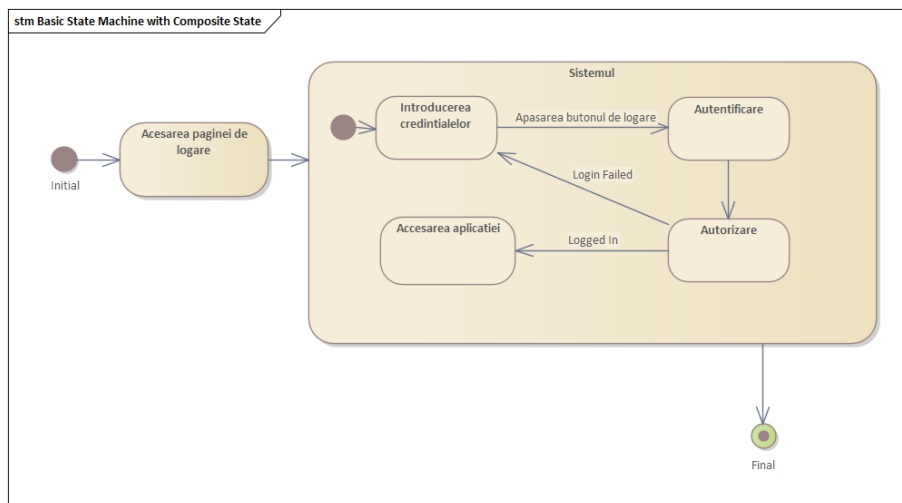 stm Basic State Machine with Composite State
Sistemul
Introducerea
credintialelor
Apasarea butonul de logare
Autentificare
Acesarea paginei de
logare
Initial
Login Failed
Accesarea aplicatiei
Logged In
Autorizare
Final